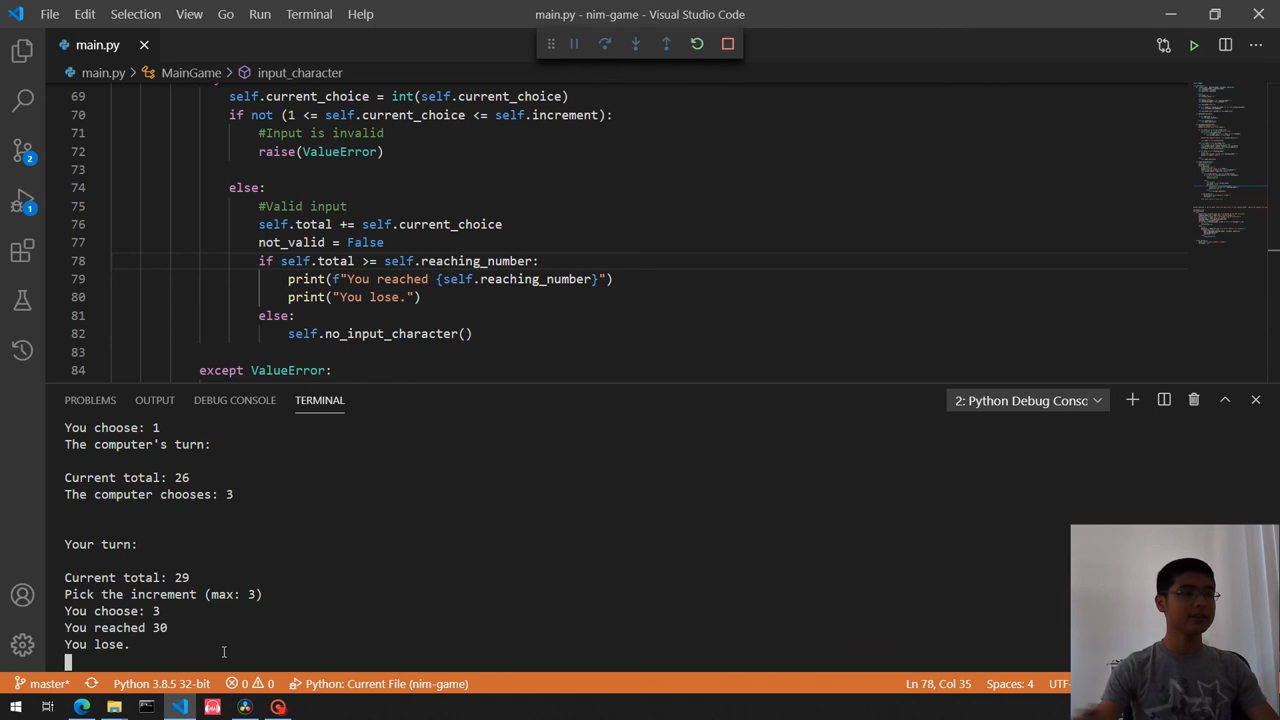 File Edit Selection View Go Run Terminal Help main.py - nim-game - Visual Studio Code
main.py
main.py > MainGame > input_character
69 self.current_choice = int(self.current_choice)
70 if not (1 <= self.current_choice <= self.increment):
71 #Input is invalid
72 raise(ValueError)
73
74 else:
75 #Valid input
76 self.total += self.current_choice
77 not_valid = False
78 if self.total >= self.reaching_number:
79 print(f"You reached {self.reaching_number}")
80 print("You lose.")
81 else:
82 self.no_input_character()
83
84 except ValueError:
2
1
PROBLEMS OUTPUT DEBUG CONSOLE TERMINAL 2: Python Debug Consc
You choose: 1
The computer's turn:
Current total: 26
The computer chooses: 3
Your turn:
Current total: 29
Pick the increment (max: 3)
You choose: 3
You reached 30
You lose.
master* Python 3.8.5 32-bit 0 0 Python: Current File (nim-game) Ln 78, Col 35 Spaces: 4 UTF-